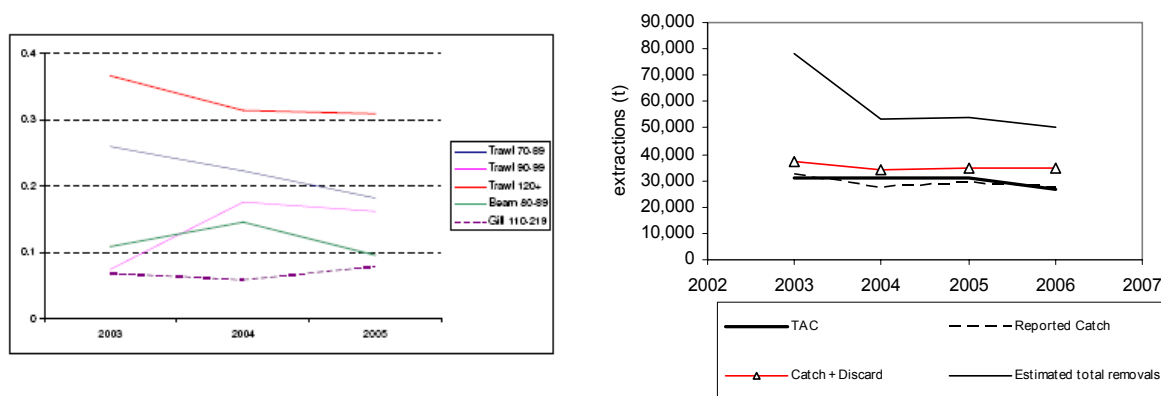 0.4
0.3
0.2
0.1
0
2003 2004 2005
Trawl 70-89
Trawl 90-99
Trawl 120+
Beam 80-89
Gill 110-219
extractions (t)
90,000
80,000
70,000
60,000
50,000
40,000
30,000
20,000
10,000
0
2002 2003 2004 2005 2006 2007
TAC Reported Catch
Catch + Discard Estimated total removals